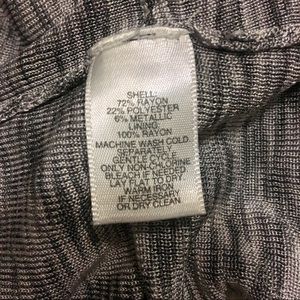 SHELL:
72% RAYON
22% POLYESTER
6% METALLIC
LINING:
100% RAYON
MACHINE WASH COLD
SEPARATELY
GENTLE CYCLE
ONLY NON-CHLORINE
BLEACH IF NEEDED
LAY FLAT TO DRY
WARM IRON
IF NECESSARY
OR DRY CLEAN